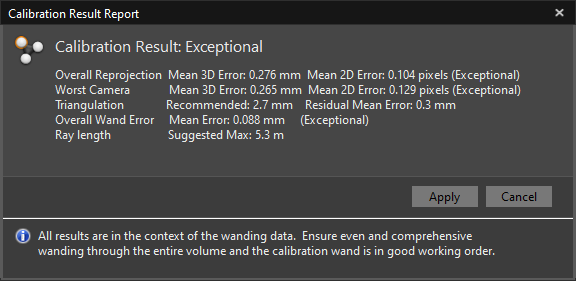 Calibration Result Report
Calibration Result: Exceptional
Overall Reprojection Mean 3D Error: 0.276 mm Mean 2D Error: 0.104 pixels (Exceptional)
Worst Camera Mean 3D Error: 0.265 mm Mean 2D Error: 0.129 pixels (Exceptional)
Triangulation Recommended: 2.7 mm Residual Mean Error: 0.3 mm
Overall Wand Error Mean Error: 0.088 mm (Exceptional)
Ray length Suggested Max: 5.3 m
Apply Cancel
All results are in the context of the wanding data. Ensure even and comprehensive
wanding through the entire volume and the calibration wand is in good working order.